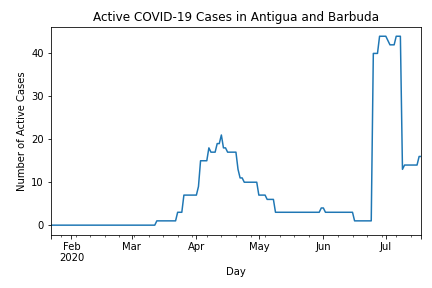 Active COVID-19 Cases in Antigua and Barbuda
Number of Active Cases
40
30
20
10
0
Feb Mar Apr May Jun Jul
2020
Day